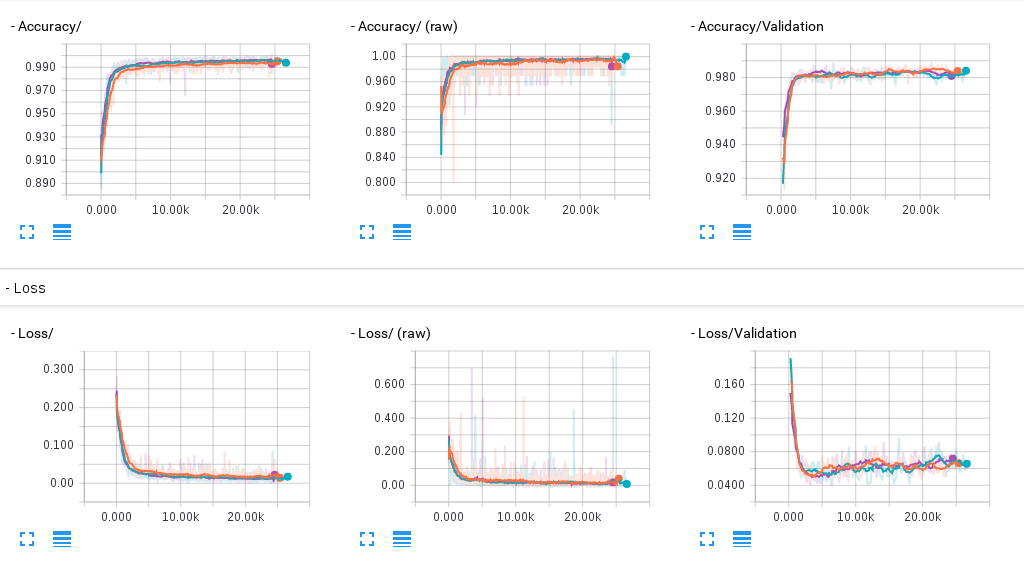 - Accuracy/
0.990
0.970
0.950
0.930
0.910
0.890
0.000 10.00k 20.00k
- Accuracy/ (raw)
1.00
0.960
0.920
0.880
0.840
0.800
0.000 10.00k 20.00k
- Accuracy/Validation
0.980
0.960
0.940
0.920
0.000 10.00k 20.00k
- Loss
- Loss/
0.300
0.200
0.100
0.00
0.000 10.00k 20.00k
- Loss/ (raw)
0.600
0.400
0.200
0.00
0.000 10.00k 20.00k
- Loss/Validation
0.160
0.120
0.0800
0.0400
0.000 10.00k 20.00k